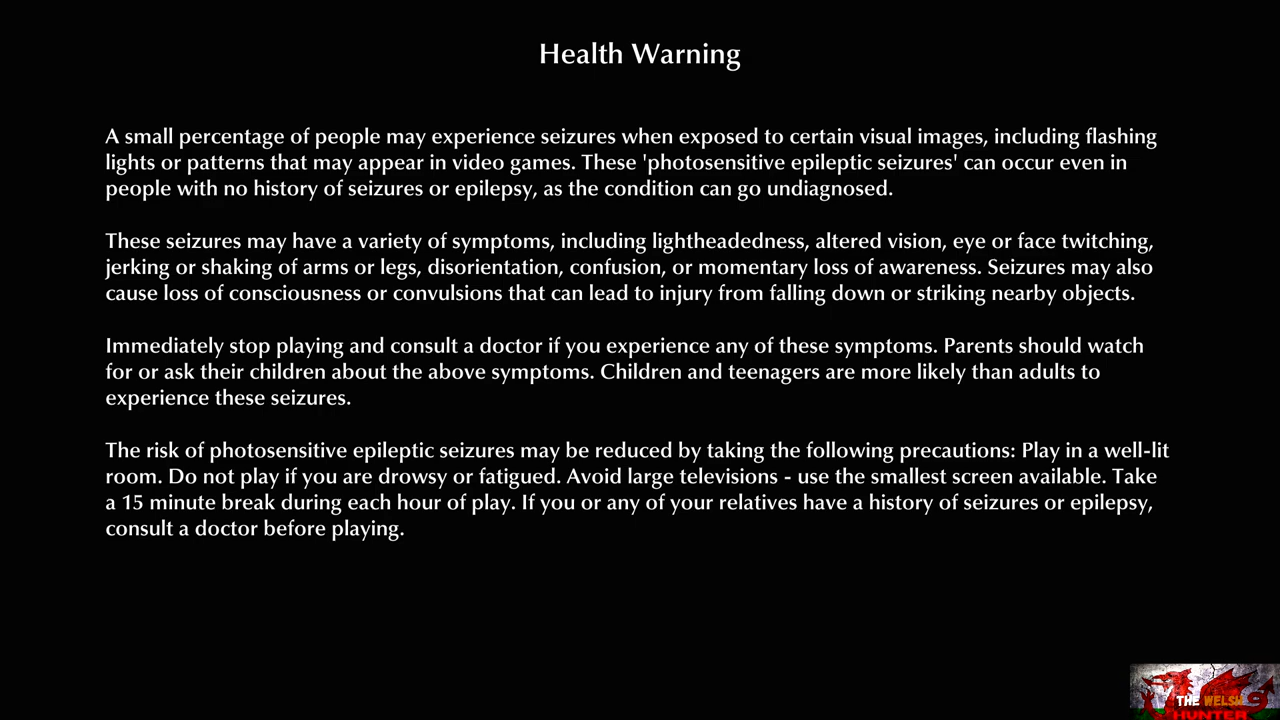 Health Warning
A small percentage of people may experience seizures when exposed to certain visual images, including flashing
lights or patterns that may appear in video games. These 'photosensitive epileptic seizures' can occur even in
people with no history of seizures or epilepsy, as the condition can go undiagnosed.
These seizures may have a variety of symptoms, including lightheadedness, altered vision, eye or face twitching,
jerking or shaking of arms or legs, disorientation, confusion, or momentary loss of awareness. Seizures may also
cause loss of consciousness or convulsions that can lead to injury from falling down or striking nearby objects.
Immediately stop playing and consult a doctor if you experience any of these symptoms. Parents should watch
for or ask their children about the above symptoms. Children and teenagers are more likely than adults to
experience these seizures.
The risk of photosensitive epileptic seizures may be reduced by taking the following precautions: Play in a well-lit
room. Do not play if you are drowsy or fatigued. Avoid large televisions - use the smallest screen available. Take
a 15 minute break during each hour of play. If you or any of your relatives have a history of seizures or epilepsy,
consult a doctor before playing.
THE WELSH
HUNTER